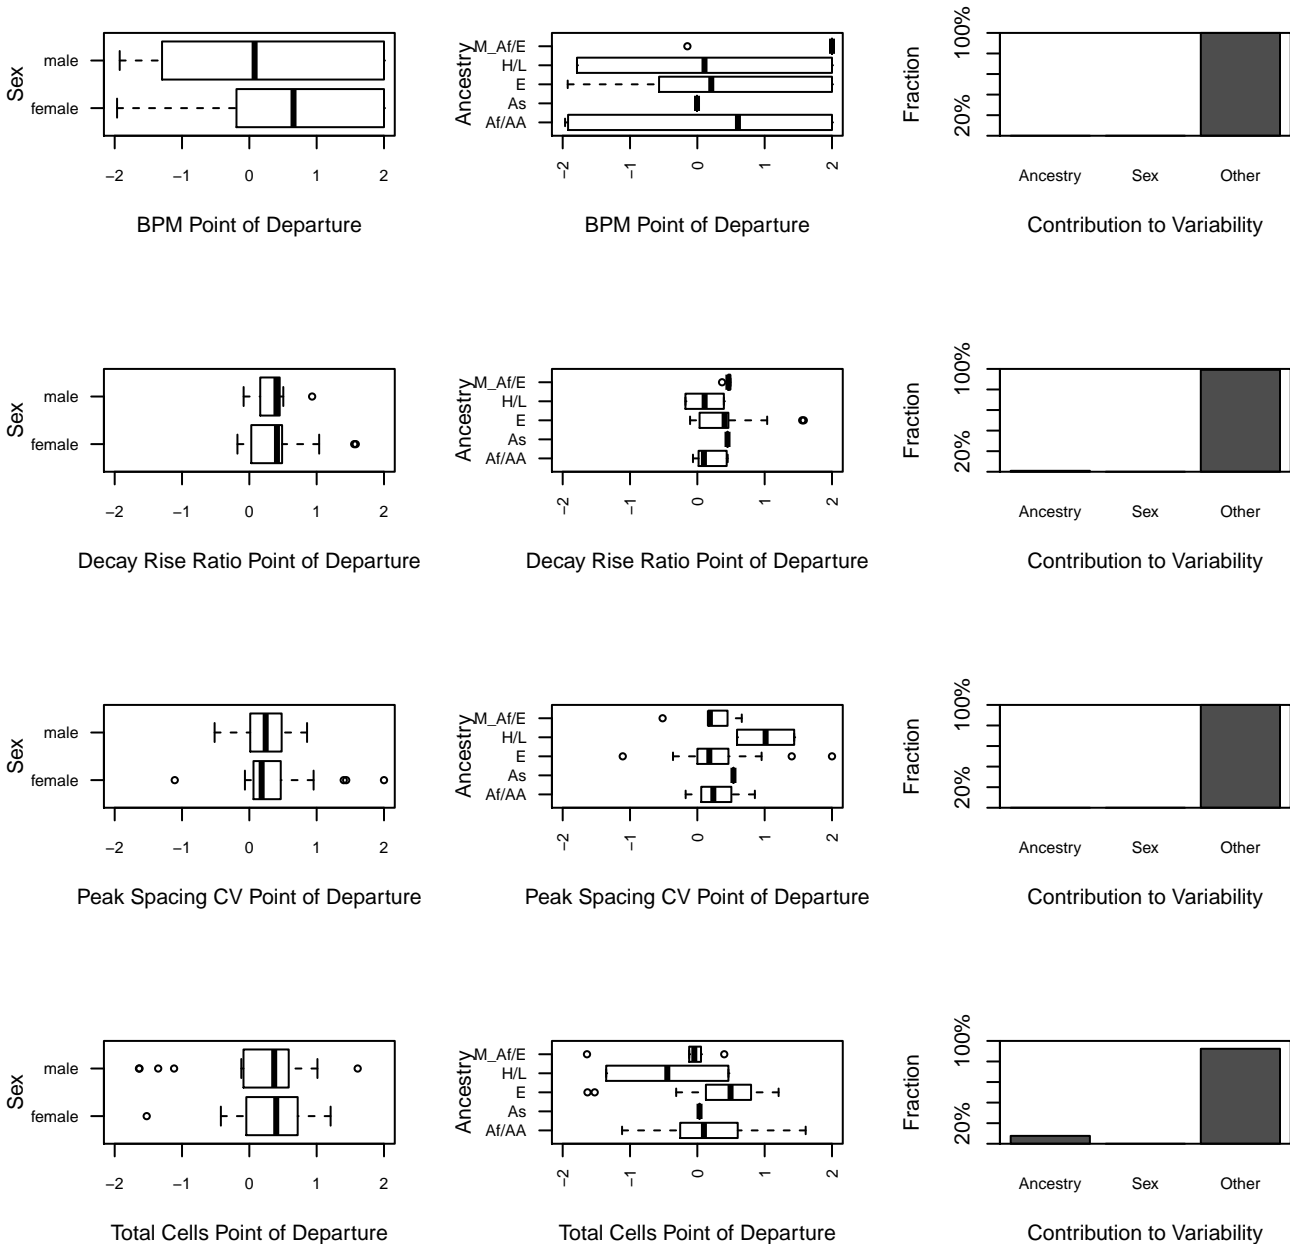 Sex
male
female
-2 -1 0 1 2
BPM Point of Departure
Ancestry
M_Af/E
H/L
E
As
Af/AA
-2 -1 0 1 2
BPM Point of Departure
Fraction
100%
20%
Ancestry Sex Other
Contribution to Variability
Sex
male
female
-2 -1 0 1 2
Decay Rise Ratio Point of Departure
Ancestry
M_Af/E
H/L
E
As
Af/AA
-2 -1 0 1 2
Decay Rise Ratio Point of Departure
Fraction
100%
20%
Ancestry Sex Other
Contribution to Variability
Sex
male
female
-2 -1 0 1 2
Peak Spacing CV Point of Departure
Ancestry
M_Af/E
H/L
E
As
Af/AA
-2 -1 0 1 2
Peak Spacing CV Point of Departure
Fraction
100%
20%
Ancestry Sex Other
Contribution to Variability
Sex
male
female
-2 -1 0 1 2
Total Cells Point of Departure
Ancestry
M_Af/E
H/L
E
As
Af/AA
-2 -1 0 1 2
Total Cells Point of Departure
Fraction
100%
20%
Ancestry Sex Other
Contribution to Variability